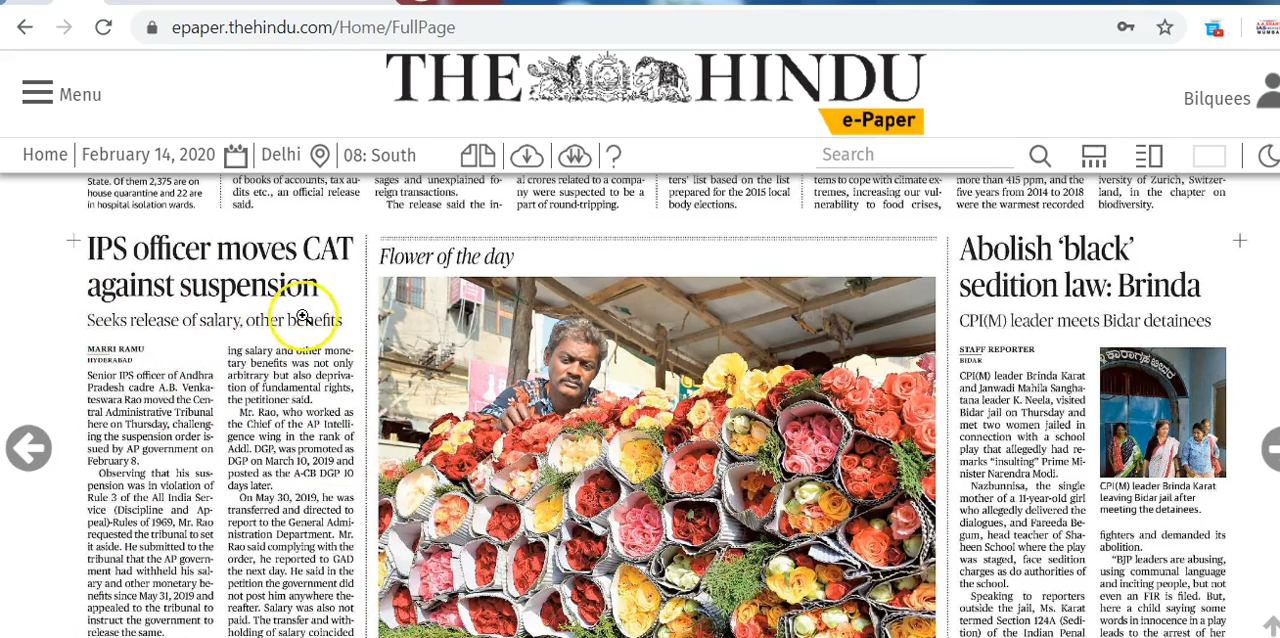 epaper.thehindu.com/Home/FullPage
Menu
THE HINDU
e-Paper
Bilquees
Home
February 14, 2020
Delhi
08: South
?
Search
State. Of them 2,375 are on
house quarantine and 22 are
in hospital isolation wards.
of books of accounts, tax au-
dits etc., an official release
said.
sages and unexplained fo-
reign transactions.
The release said the in-
al crores related to a compa-
ny were suspected to be a
part of round-tripping.
ters' list based on the list
prepared for the 2015 local
body elections.
tems to cope with climate ex-
tremes, increasing our vul-
nerability to food crises,
more than 415 ppm, and the
five years from 2014 to 2018
were the warmest recorded
iversity of Zurich, Switzer-
land, in the chapter on
biodiversity.
IPS officer moves CAT
against suspension
Seeks release of salary, other benefits
MARRI RAMU
HYDERABAD
Senior IPS officer of Andhra
Pradesh cadre A.B. Venka-
teswara Rao moved the Cen-
tral Administrative Tribunal
here on Thursday, challeng-
ing the suspension order is-
sued by AP government on
February 8.
Observing that his sus-
pension was in violation of
Rule 3 of the All India Ser-
vice (Discipline and Ap-
peal)-Rules of 1969, Mr. Rao
requested the tribunal to set
it aside. He submitted to the
tribunal that the AP govern-
ment had withheld his sal-
ary and other monetary be-
nefits since May 31, 2019 and
appealed to the tribunal to
instruct the government to
release the same.
ing salary and other mone-
tary benefits was not only
arbitrary but also depriva-
tion of fundamental rights,
the petitioner said.
Mr. Rao, who worked as
the Chief of the AP Intelli-
gence wing in the rank of
Addl. DGP, was promoted as
DGP on March 10, 2019 and
posted as the ACB DGP 10
days later.
On May 30, 2019, he was
transferred and directed to
report to the General Admi-
nistration Department. Mr.
Rao said complying with the
order, he reported to GAD
the next day. He said in the
petition the government did
not post him anywhere the-
reafter. Salary was also not
paid. The transfer and with-
holding of salary coincided
Flower of the day
Abolish ‘black’
sedition law: Brinda
CPI(M) leader meets Bidar detainees
STAFF REPORTER
BIDAR
CPI(M) leader Brinda Karat
and Janwadi Mahila Sangha-
tana leader K. Neela, visited
Bidar jail on Thursday and
met two women jailed in
connection with a school
play that allegedly had re-
marks “insulting” Prime Mi-
nister Narendra Modi.
Nazbunnisa, the single
mother of a 11-year-old girl
who allegedly delivered the
dialogues, and Fareeda Be-
gum, head teacher of Sha-
heen School where the play
was staged, face sedition
charges as do authorities of
the school.
Speaking to reporters
outside the jail, Ms. Karat
termed Section 124A (Sedi-
tion) of the Indian Penal
CPI(M) leader Brinda Karat
leaving Bidar jail after
meeting the detainees.
fighters and demanded its
abolition.
“BJP leaders are abusing,
using communal language
and inciting people, but not
even an FIR is filed. But,
here a child saying some
words in innocence in a play
leads to the arrest of her